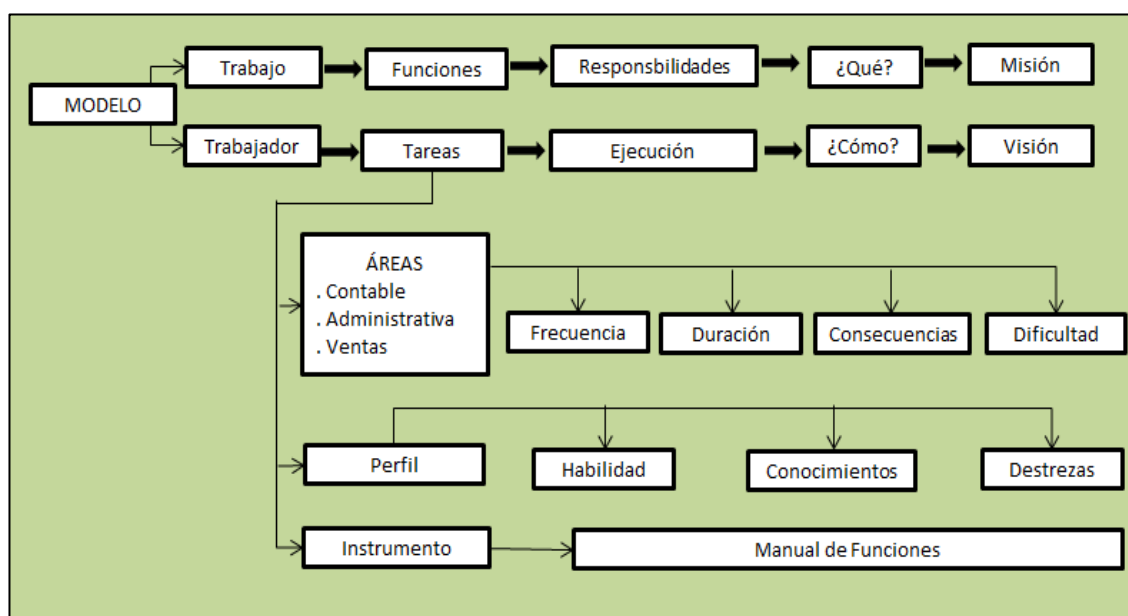 Trabajo
Funciones
Responsbilidades
¿Qué?
Misión
MODELO
Trabajador
Tareas
Ejecución
¿Cómo?
Visión
ÁREAS
. Contable
. Administrativa
. Ventas
Frecuencia
Duración
Consecuencias
Dificultad
Perfil
Habilidad
Conocimientos
Destrezas
Instrumento
Manual de Funciones